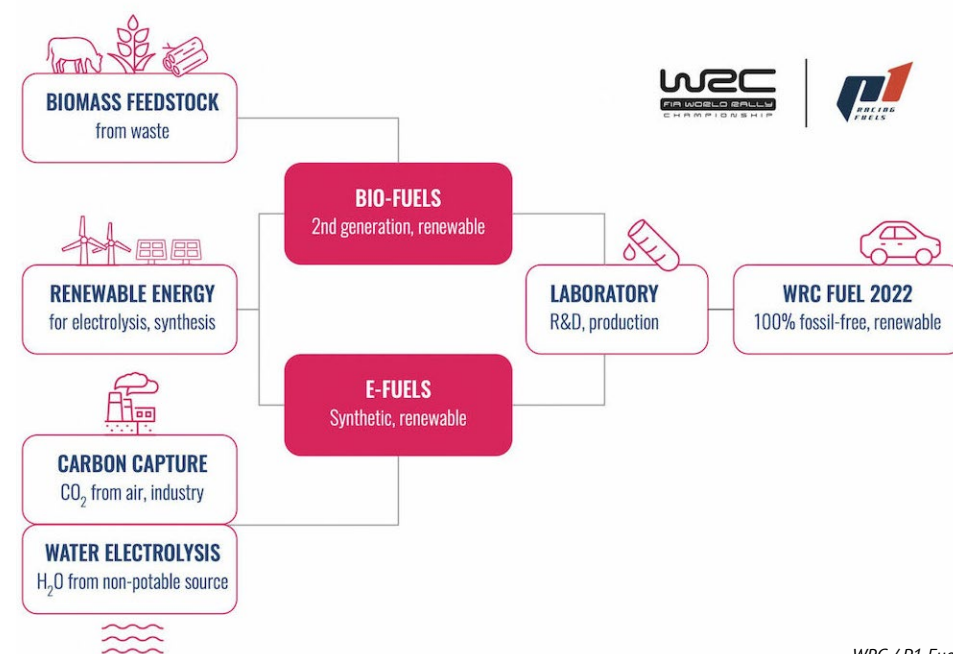 BIOMASS FEEDSTOCK
from waste
WRC
FIA WORLD RALLY
CHAMPIONSHIP
P1
RACING
FUELS
BIO-FUELS
2nd generation, renewable
RENEWABLE ENERGY
for electrolysis, synthesis
LABORATORY
R&D, production
WRC FUEL 2022
100% fossil-free, renewable
E-FUELS
Synthetic, renewable
CARBON CAPTURE
CO₂ from air, industry
WATER ELECTROLYSIS
H₂O from non-potable source
WRC / P1